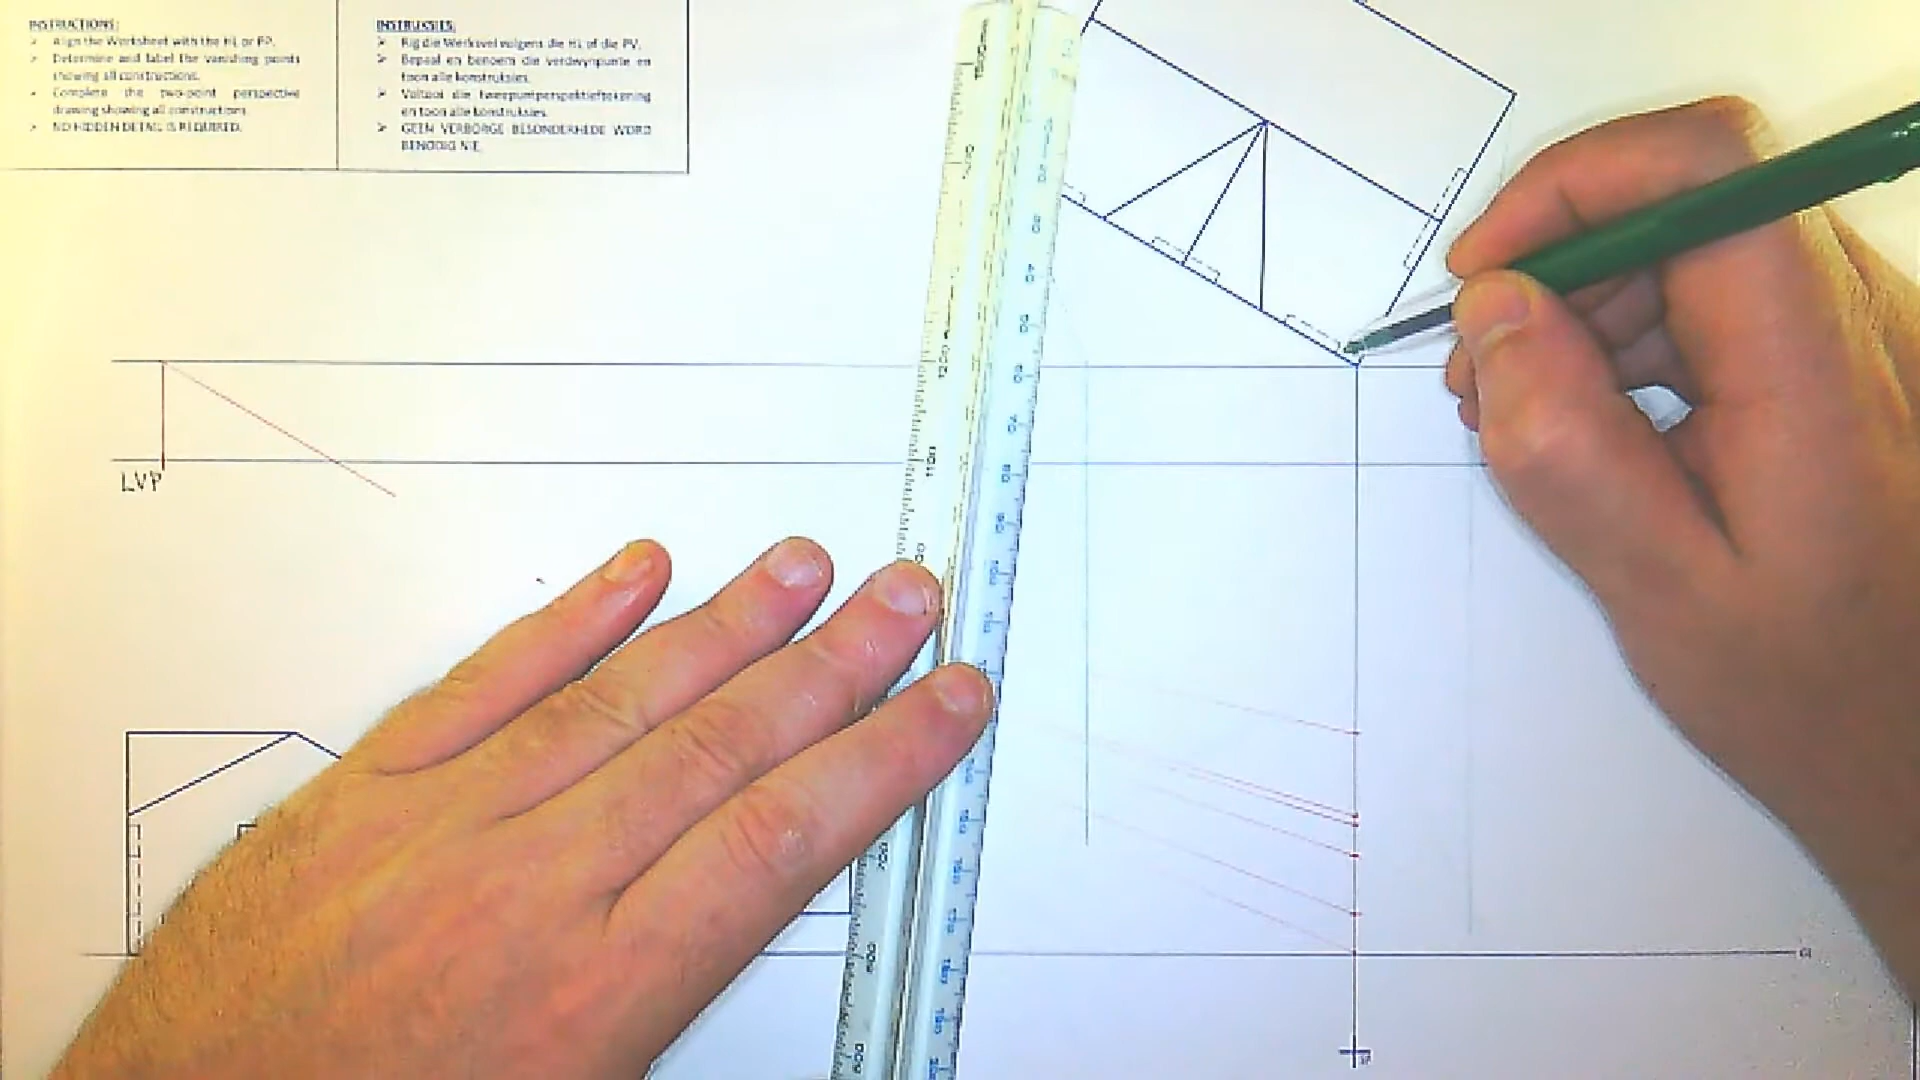 INSTRUCTIONS:
➢ Align the Worksheet with the HL or PP.
➢ Determine and label the vanishing points
showing all constructions.
➢ Complete the two-point perspective
drawing showing all constructions.
➢ NO HIDDEN DETAIL IS REQUIRED.
INSTRUKSIES:
➢ Rig die Werksvel volgens die HL of die PV.
➢ Bepaal en benoem die verdwynpunte en
toon alle konstruksies.
➢ Voltooi die tweepuntperspektieftekening
en toon alle konstruksies.
➢ GEEN VERBORGE BESONDERHEDE WORD
BENODIG NIE.
LVP
1200
1100